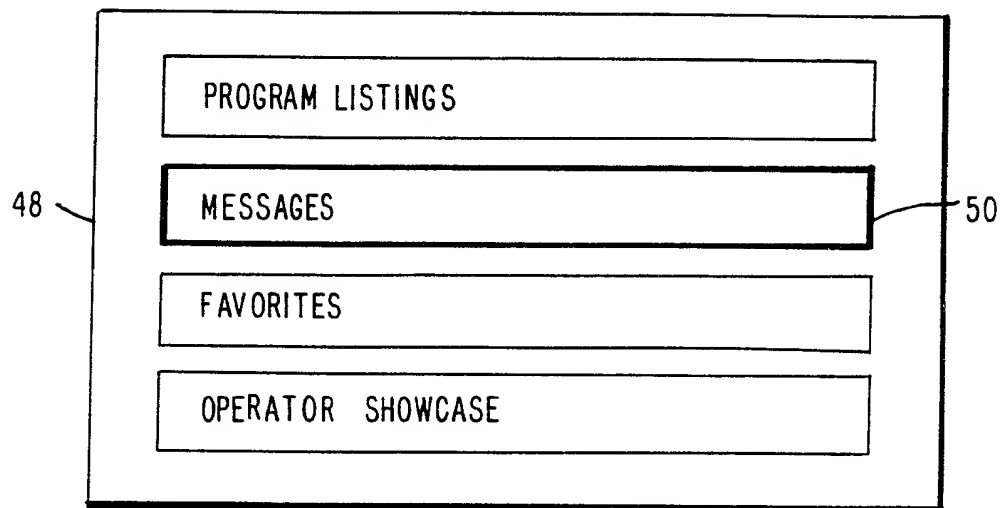 PROGRAM LISTINGS
48
MESSAGES
50
FAVORITES
OPERATOR SHOWCASE